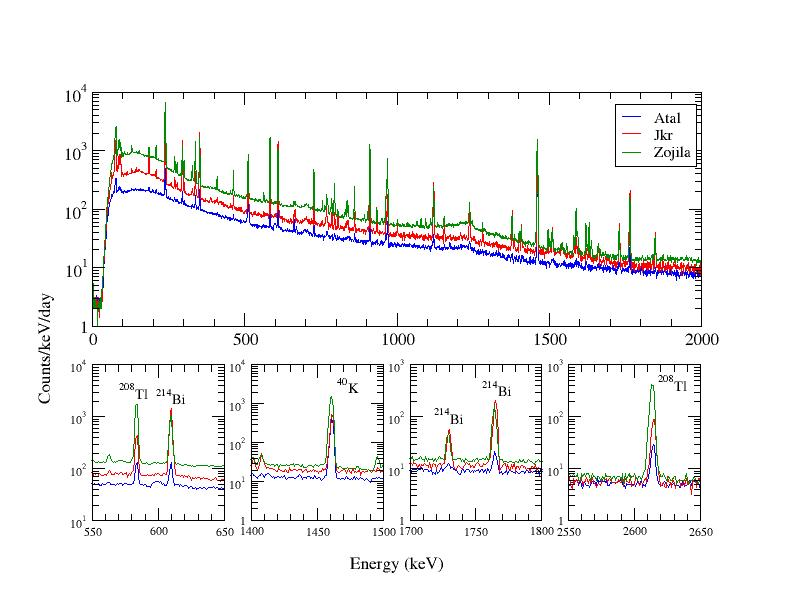 10^4
10^3
10^2
10^1
1
0 500 1000 1500 2000
Atal
Jkr
Zojila
Counts/keV/day
10^4
10^3
10^2
10^1
550 600 650
208Tl 214Bi
10^4
10^3
10^2
10^1
1
1400 1450 1500
40K
10^3
10^2
10^1
1
1700 1750 1800
214Bi
214Bi
10^3
10^2
10^1
1
2550 2600 2650
208Tl
Energy (keV)